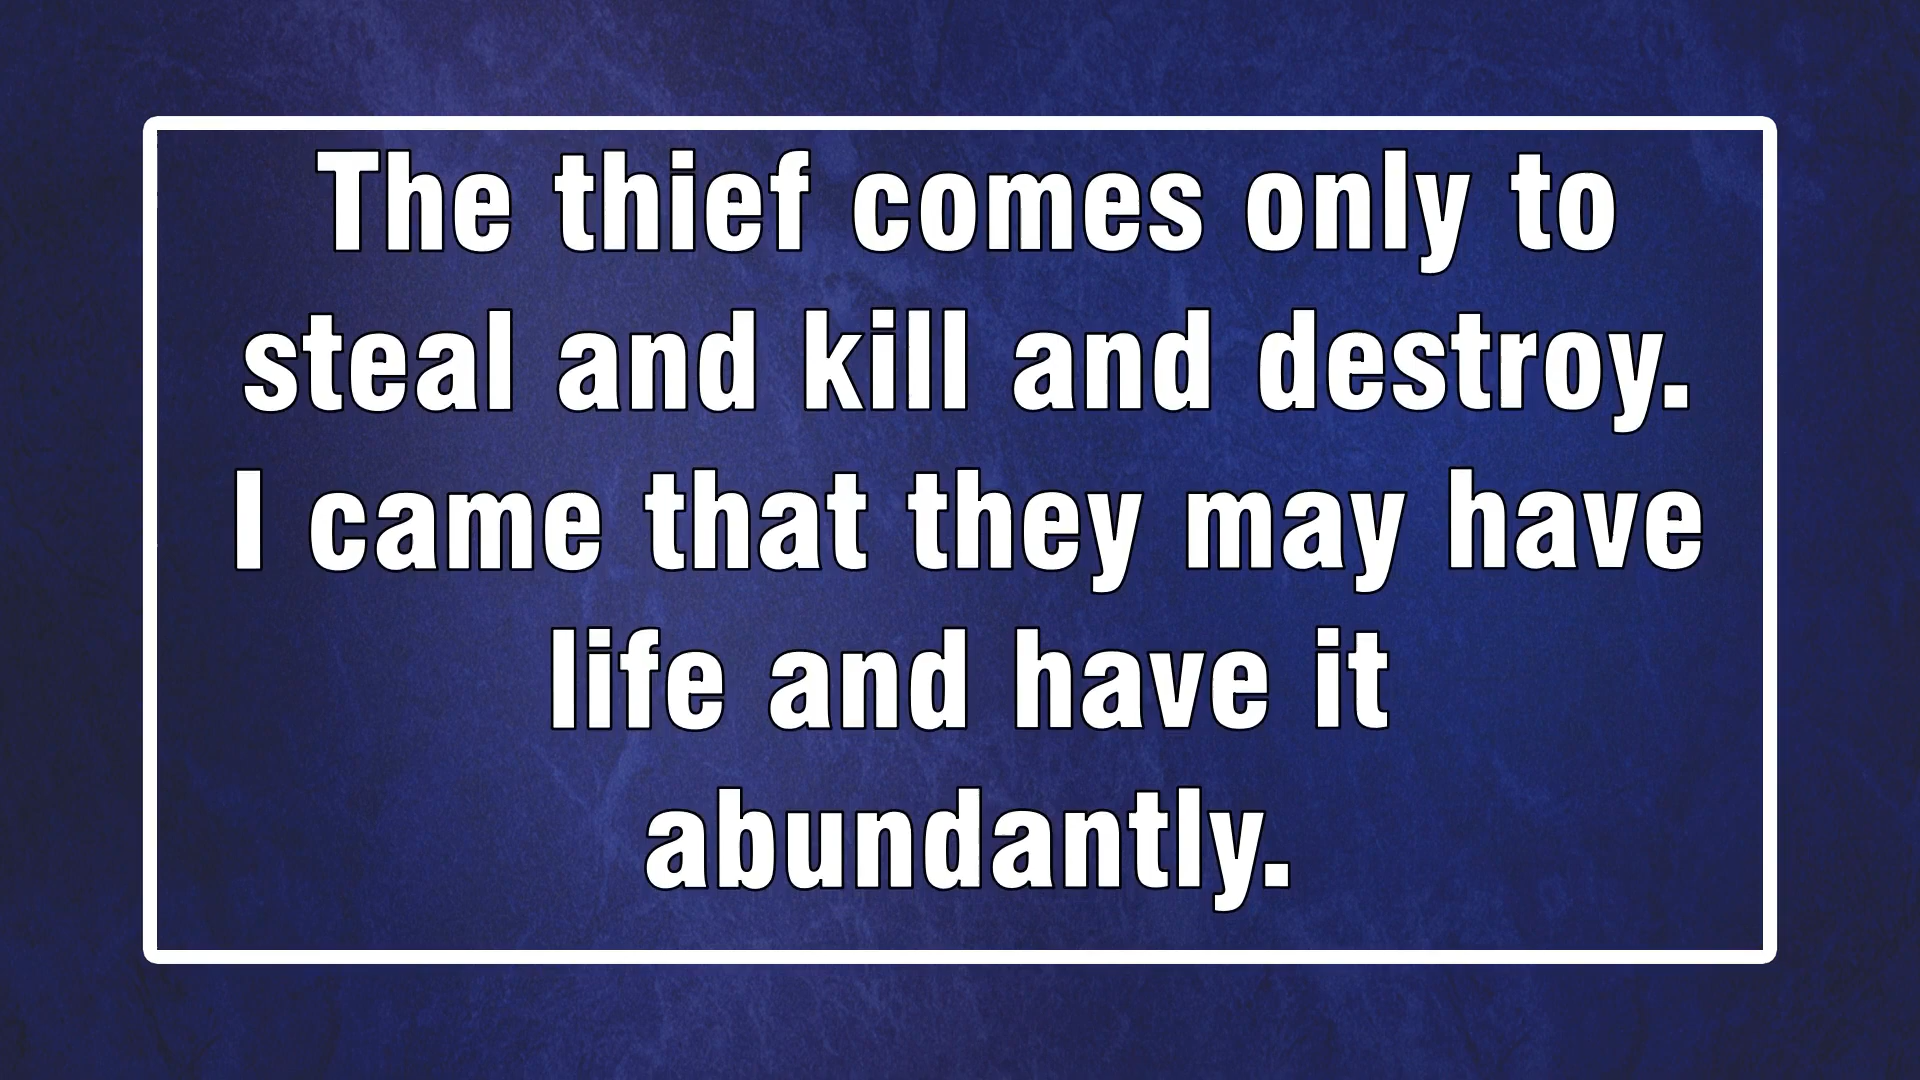 The thief comes only to
steal and kill and destroy.
I came that they may have
life and have it
abundantly.